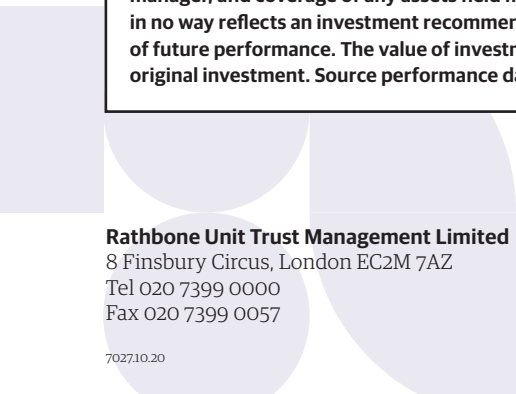 manager, and coverage of any assets held
in no way reflects an investment recommen
of future performance. The value of investm
original investment. Source performance da
Rathbone Unit Trust Management Limited
8 Finsbury Circus, London EC2M 7AZ
Tel 020 7399 0000
Fax 020 7399 0057
7027.10.20